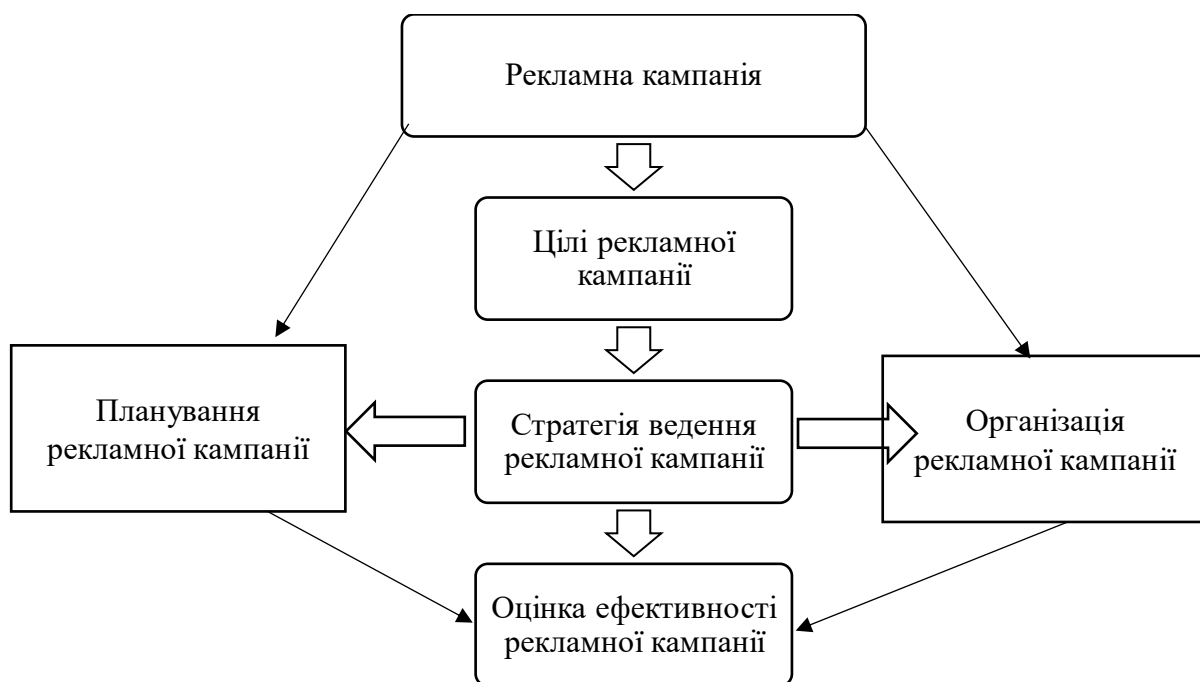 Рекламна кампанія
Цілі рекламної
кампанії
Планування
рекламної кампанії
Стратегія ведення
рекламної кампанії
Організація
рекламної кампанії
Оцінка ефективності
рекламної кампанії